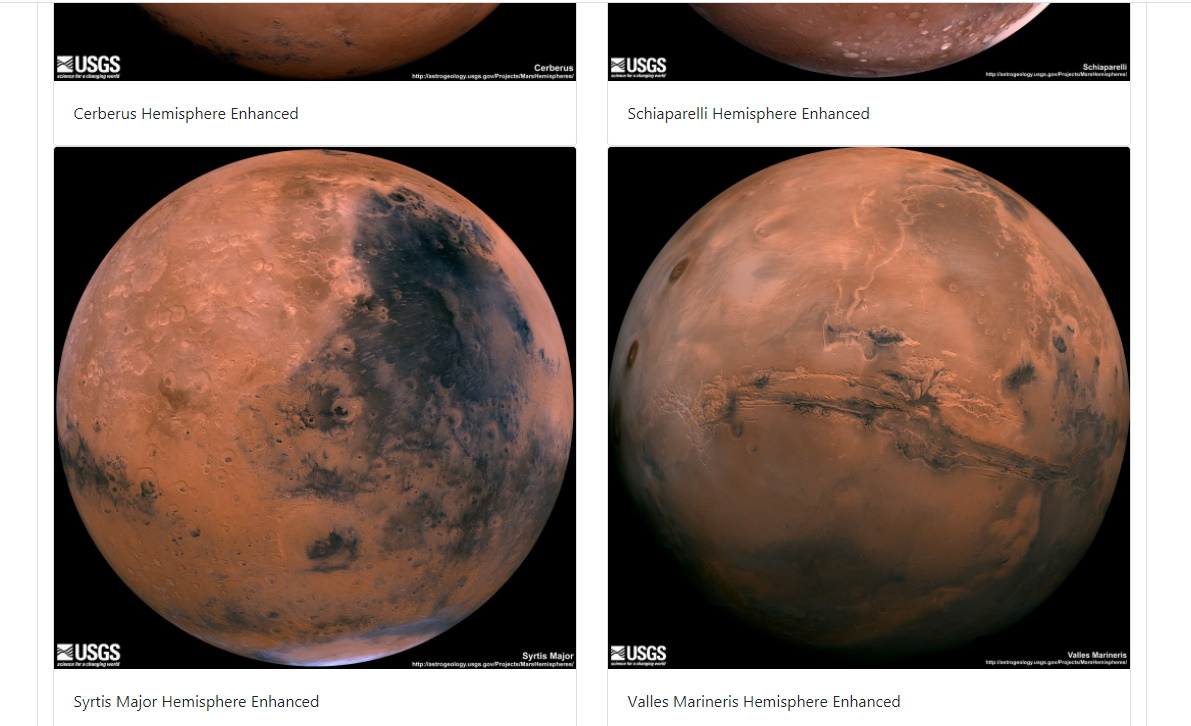 USGS
science for a changing world
Cerberus
http://astrogeology.usgs.gov/Projects/MarsHemispheres/
USGS
science for a changing world
Schiaparelli
http://astrogeology.usgs.gov/Projects/MarsHemispheres/
Cerberus Hemisphere Enhanced
Schiaparelli Hemisphere Enhanced
USGS
science for a changing world
Syrtis Major
http://astrogeology.usgs.gov/Projects/MarsHemispheres/
USGS
science for a changing world
Valles Marineris
http://astrogeology.usgs.gov/Projects/MarsHemispheres/
Syrtis Major Hemisphere Enhanced
Valles Marineris Hemisphere Enhanced